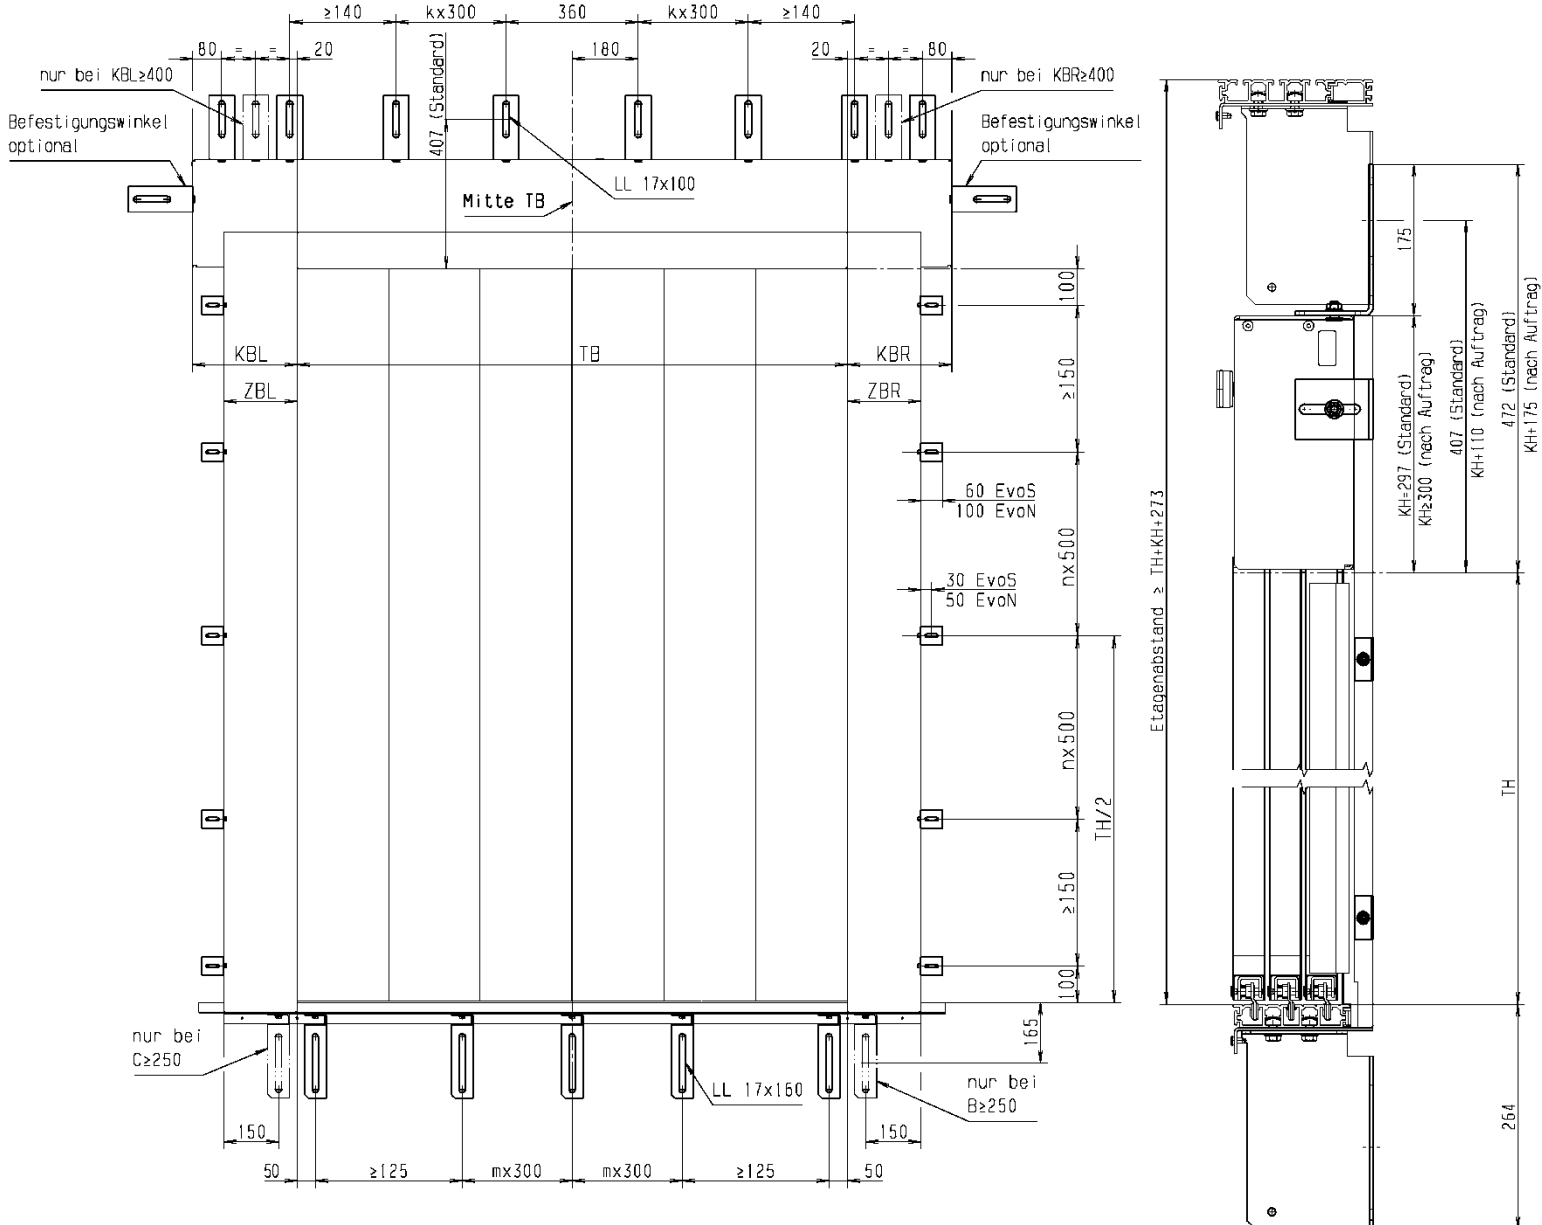 ≥140
kx300
360
kx300
≥140
80
=
=
20
180
20
=
=
80
nur bei KBL≥400
nur bei KBR≥400
407 (Standard)
Befestigungswinkel
optional
Befestigungswinkel
optional
LL 17x100
Mitte TB
100
KBL
TB
KBR
≥150
ZBL
ZBR
60 EvoS
100 EvoN
nx500
30 EvoS
50 EvoN
nx500
TH/2
≥150
100
165
nur bei
C≥250
LL 17x160
nur bei
B≥250
150
150
50
≥125
mx300
mx300
≥125
50
Etagenabstand ≥ TH+KH+273
175
KH=297 (Standard)
KH≥300 (nach Auftrag)
407 (Standard)
KH+110 (nach Auftrag)
472 (Standard)
KH+175 (nach Auftrag)
TH
264